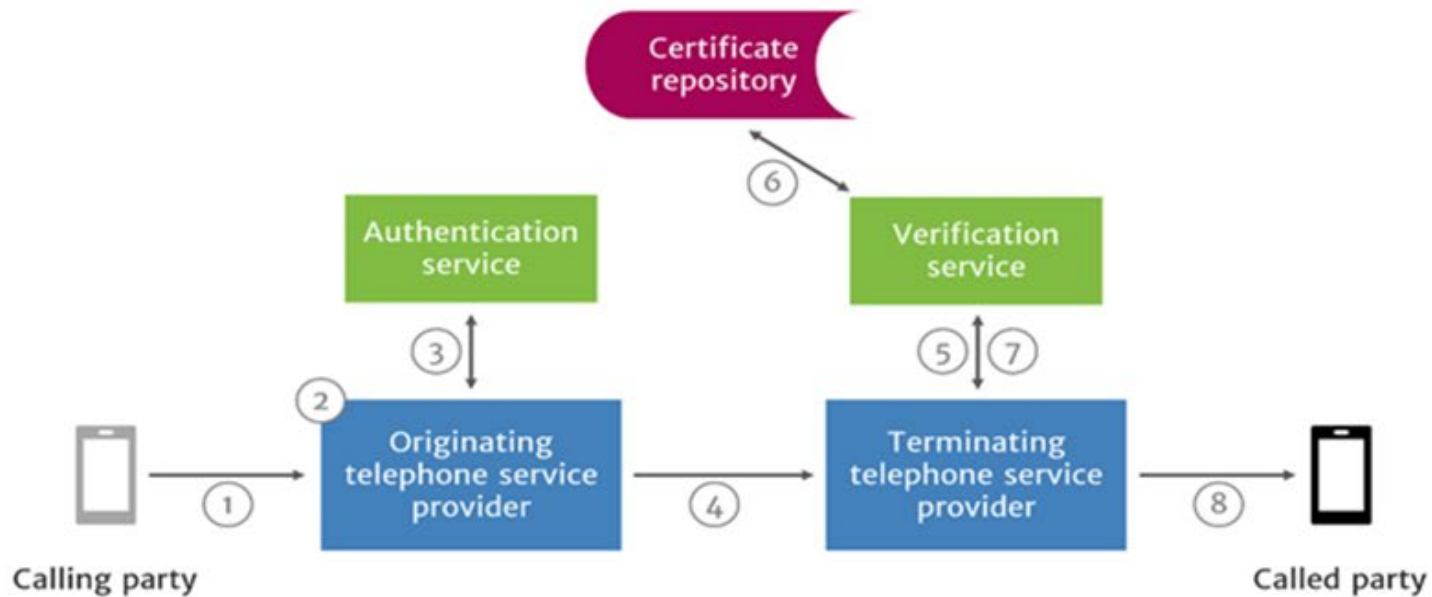 Certificate
repository
6
Authentication
service
Verification
service
3
5 7
2
Originating
telephone service
provider
Terminating
telephone service
provider
1
4
8
Calling party
Called party